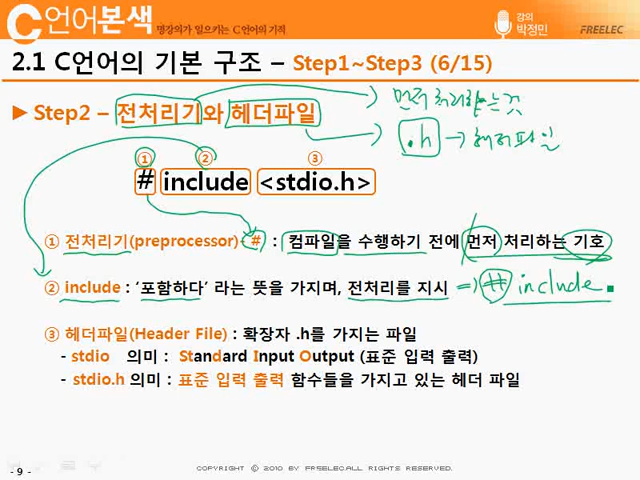 C언어본색 명강의가 일으키는 C언어의 기적
강의 박정민 FREELEC
2.1 C언어의 기본 구조 – Step1~Step3 (6/15)
▶ Step2 – 전처리기와 헤더파일
먼저 처리하는 것
.h → 헤더파일
① ② ③
# include <stdio.h>
① 전처리기(preprocessor)- # : 컴파일을 수행하기 전에 먼저 처리하는 기호
② include : ‘포함하다’ 라는 뜻을 가지며, 전처리를 지시 ⇒ # include
③ 헤더파일(Header File) : 확장자 .h를 가지는 파일
- stdio 의미 : Standard Input Output (표준 입력 출력)
- stdio.h 의미 : 표준 입력 출력 함수들을 가지고 있는 헤더 파일
- 9 -
COPYRIGHT ⓒ 2010 BY FREELEC.ALL RIGHTS RESERVED.